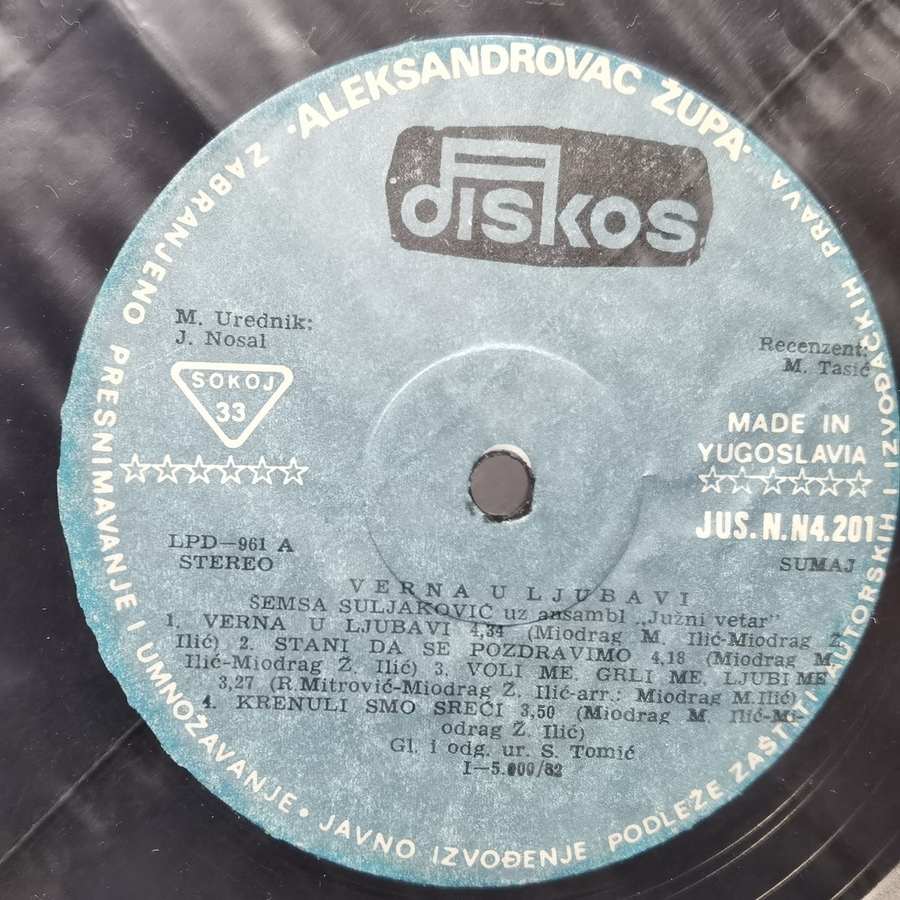 "ALEKSANDROVAC ŽUPA"
diskos
M. Urednik:
J. Nosal
Recenzent:
M. Tasić
SOKOJ
33
MADE IN
YUGOSLAVIA
JUS.N.N4.201
LPD—961 A
STEREO
SUMAJ
VERNA U LJUBAVI
ŠEMSA SULJAKOVIĆ uz ansambl „Južni vetar"
1. VERNA U LJUBAVI 4,34 (Miodrag M. Ilić-Miodrag Ž.
Ilić) 2. STANI DA SE POZDRAVIMO 4,18 (Miodrag M.
Ilić-Miodrag Ž. Ilić) 3. VOLI ME, GRLI ME, LJUBI ME
3,27 (R.Mitrović-Miodrag Ž. Ilić-arr.: Miodrag M.Ilić)
4. KRENULI SMO SREĆI 3,50 (Miodrag M. Ilić-Mi-
odrag Ž. Ilić)
Gl. i odg. ur. S. Tomić
I—5.000/82
ZABRANJENO PRESNIMAVANJE I UMNOŽAVANJE • JAVNO IZVOĐENJE PODLEŽE ZAŠTITI AUTORSKIH I IZVOĐAČKIH PRAVA